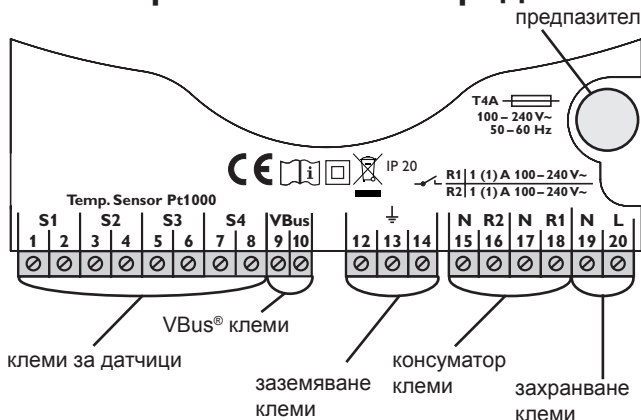 предпазител
T4A
100 – 240 V~
50 – 60 Hz
IP 20
R1 1 (1) A 100 – 240 V~
R2 1 (1) A 100 – 240 V~
Temp. Sensor Pt1000
S1 S2 S3 S4 VBus
N R2 N R1 N L
1 2 3 4 5 6 7 8 9 10 12 13 14 15 16 17 18 19 20
VBus® клеми
клеми за датчици
заземяване
клеми
консуматор
клеми
захранване
клеми